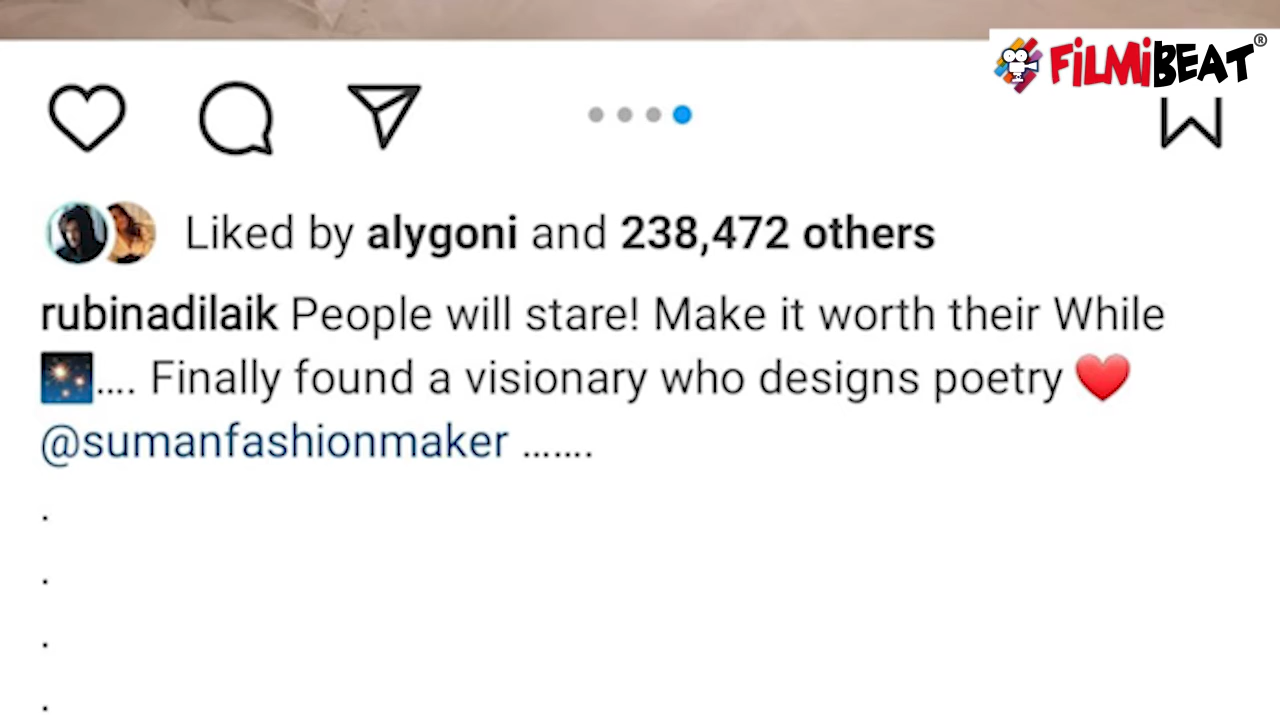 FiLMiBEAT®
Liked by alygoni and 238,472 others
rubinadilaik People will stare! Make it worth their While
🎇.... Finally found a visionary who designs poetry ❤️
@sumanfashionmaker .......
.
.
.
.